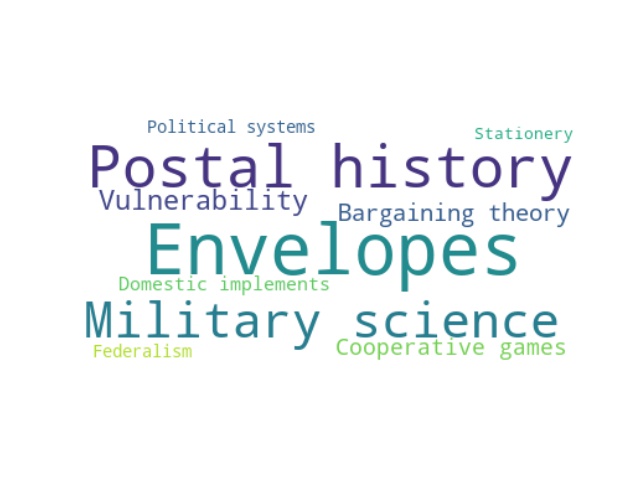 Political systems
Stationery
Postal history
Vulnerability
Bargaining theory
Envelopes
Domestic implements
Military science
Cooperative games
Federalism